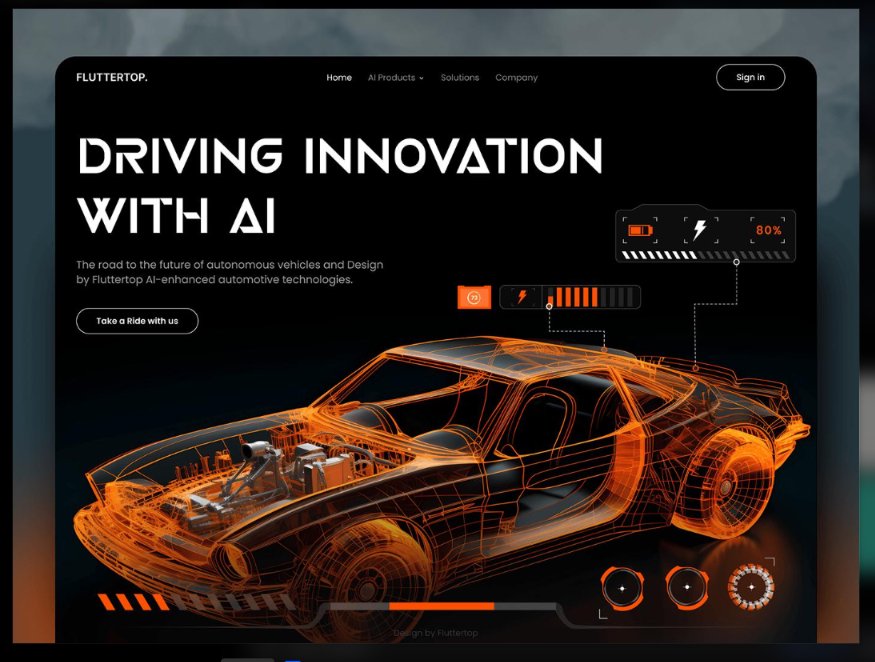 FLUTTERTOP.
Home AI Products Solutions Company
Sign in
DRIVING INNOVATION
WITH AI
The road to the future of autonomous vehicles and Design
by Fluttertop AI-enhanced automotive technologies.
Take a Ride with us
80%
73
Design by Fluttertop